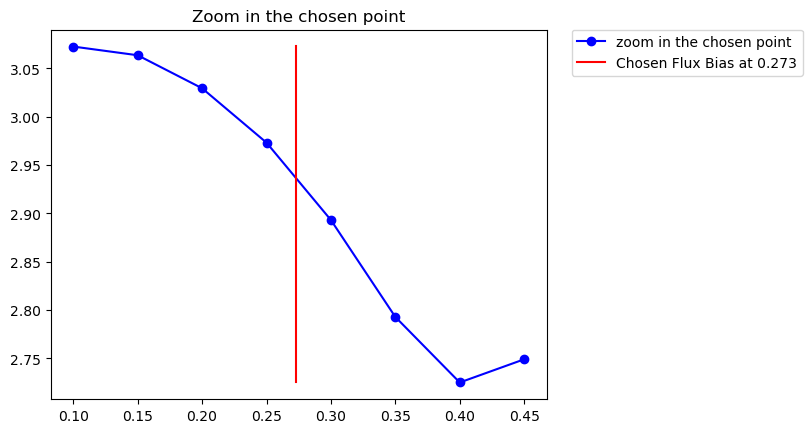 Zoom in the chosen point
zoom in the chosen point
Chosen Flux Bias at 0.273
3.05
3.00
2.95
2.90
2.85
2.80
2.75
0.10 0.15 0.20 0.25 0.30 0.35 0.40 0.45